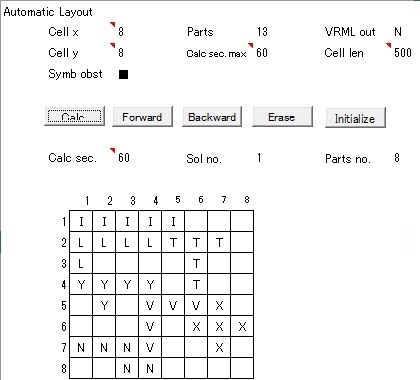 Automatic Layout
Cell x 8 Parts 13 VRML out N
Cell y 8 Calc sec. max 60 Cell len 500
Symb obst ■
Calc Forward Backward Erase Initialize
Calc sec. 60 Sol no. 1 Parts no. 8
1 2 3 4 5 6 7 8
1 I I I I I
2 L L L L T T T
3 L T
4 Y Y Y Y T
5 Y V V V X
6 V X X X
7 N N N V X
8 N N